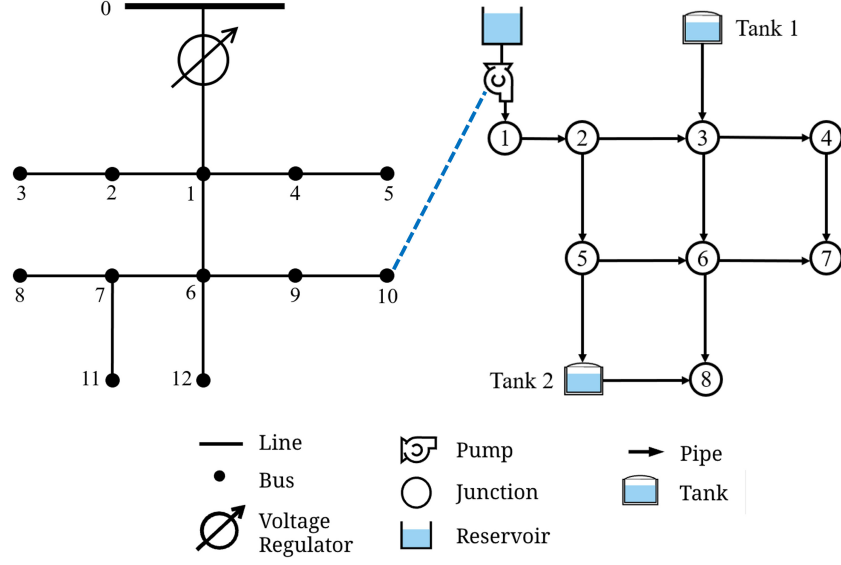 0
Tank 1
1
2
3
4
3
2
1
4
5
5
6
7
8
7
6
9
10
11
12
Tank 2
8
Line
Pump
Pipe
Bus
Junction
Tank
Voltage
Regulator
Reservoir